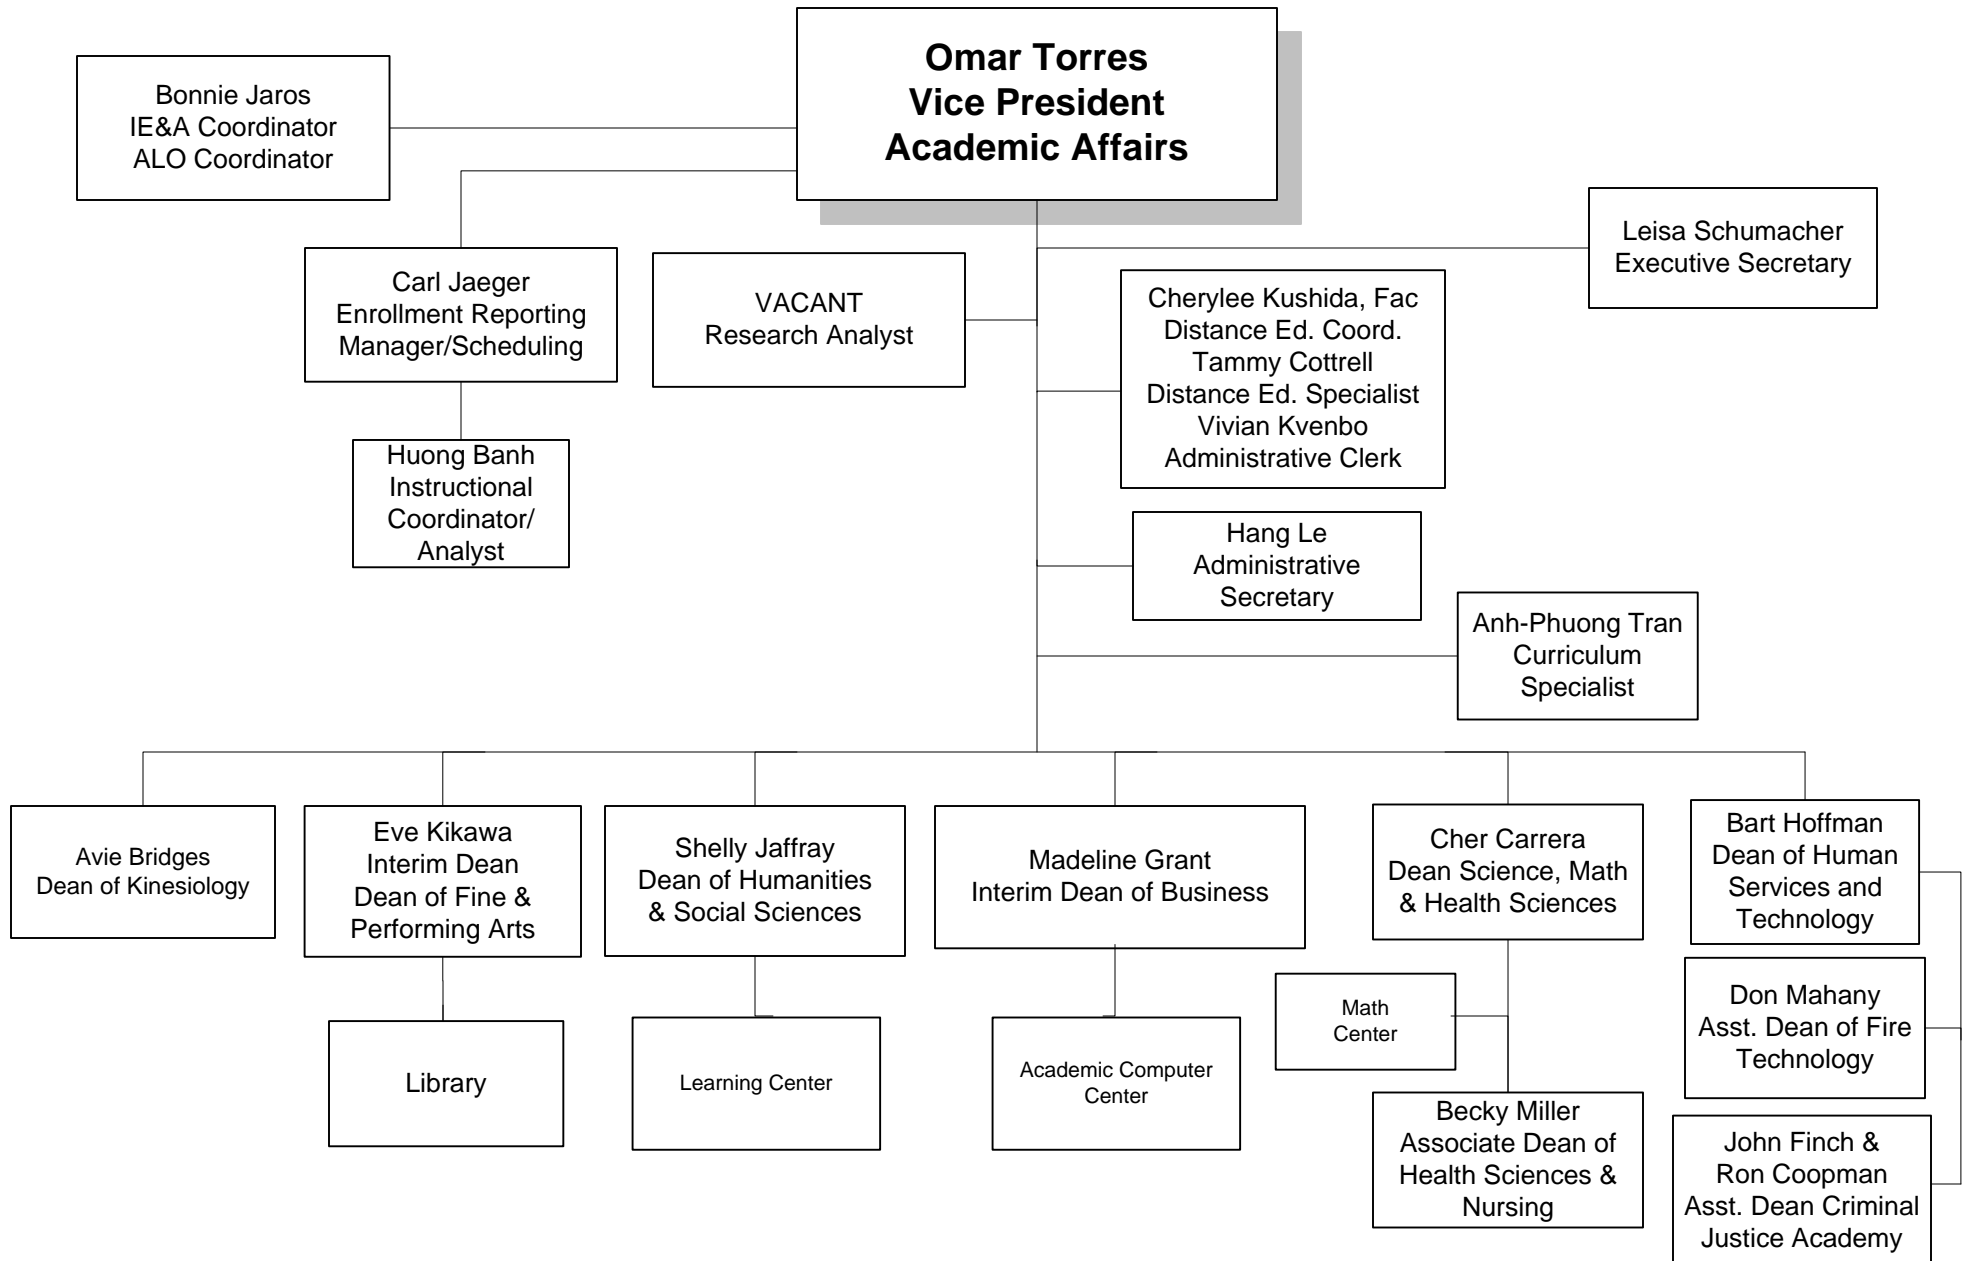 Omar Torres
Vice President
Academic Affairs
Bonnie Jaros
IE&A Coordinator
ALO Coordinator
Leisa Schumacher
Executive Secretary
Carl Jaeger
Enrollment Reporting
Manager/Scheduling
VACANT
Research Analyst
Cherylee Kushida, Fac
Distance Ed. Coord.
Tammy Cottrell
Distance Ed. Specialist
Vivian Kvenbo
Administrative Clerk
Huong Banh
Instructional
Coordinator/
Analyst
Hang Le
Administrative
Secretary
Anh-Phuong Tran
Curriculum
Specialist
Avie Bridges
Dean of Kinesiology
Eve Kikawa
Interim Dean
Dean of Fine &
Performing Arts
Shelly Jaffray
Dean of Humanities
& Social Sciences
Madeline Grant
Interim Dean of Business
Cher Carrera
Dean Science, Math
& Health Sciences
Bart Hoffman
Dean of Human
Services and
Technology
Library
Learning Center
Academic Computer
Center
Math
Center
Don Mahany
Asst. Dean of Fire
Technology
Becky Miller
Associate Dean of
Health Sciences &
Nursing
John Finch &
Ron Coopman
Asst. Dean Criminal
Justice Academy